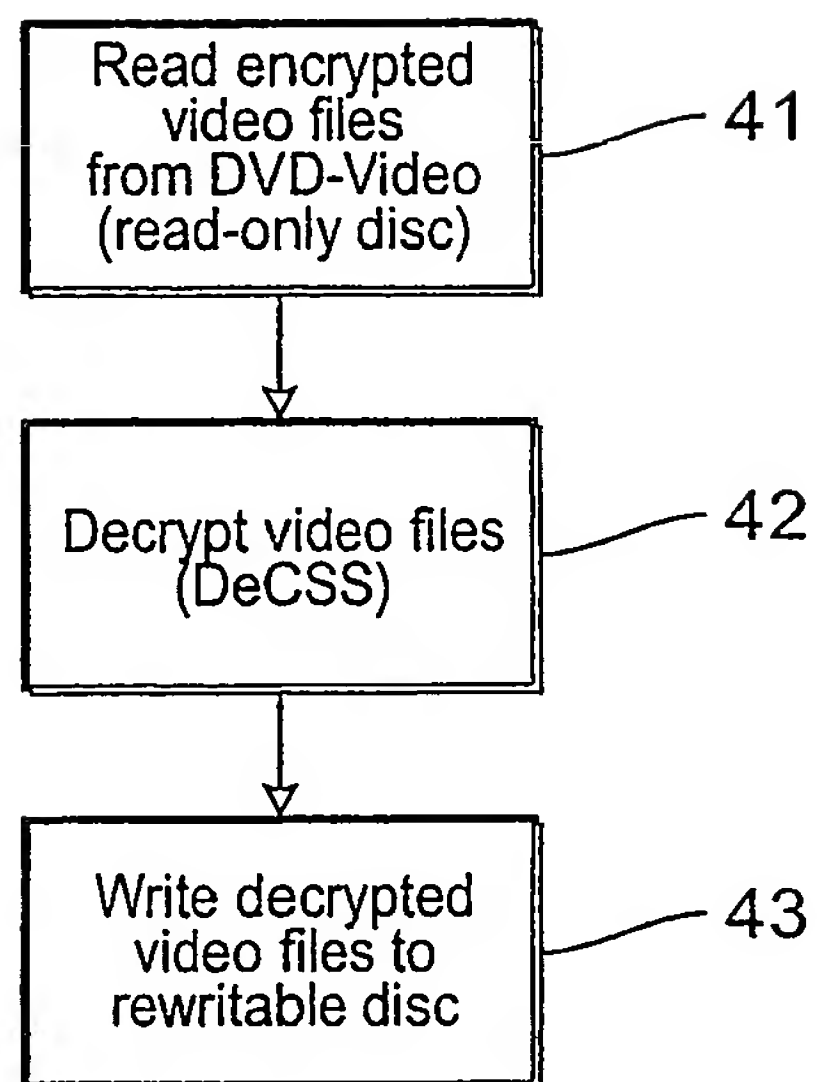 Read encrypted
video files
from DVD-Video
(read-only disc)
41
Decrypt video files
(DeCSS)
42
Write decrypted
video files to
rewritable disc
43